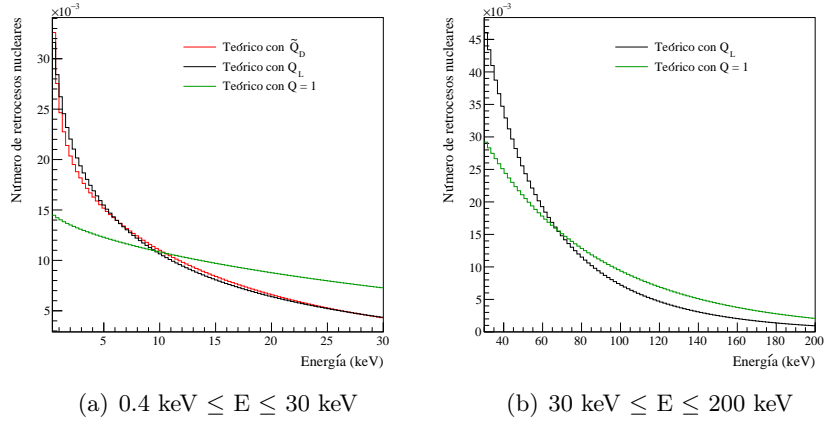 ×10⁻³
Número de retrocesos nucleares
30
25
20
15
10
5
Teórico con Q̃_D
Teórico con Q_L
Teórico con Q = 1
5 10 15 20 25 30
Energía (keV)
(a) 0.4 keV ≤ E ≤ 30 keV
×10⁻³
Número de retrocesos nucleares
45
40
35
30
25
20
15
10
5
0
Teórico con Q_L
Teórico con Q = 1
40 60 80 100 120 140 160 180 200
Energía (keV)
(b) 30 keV ≤ E ≤ 200 keV